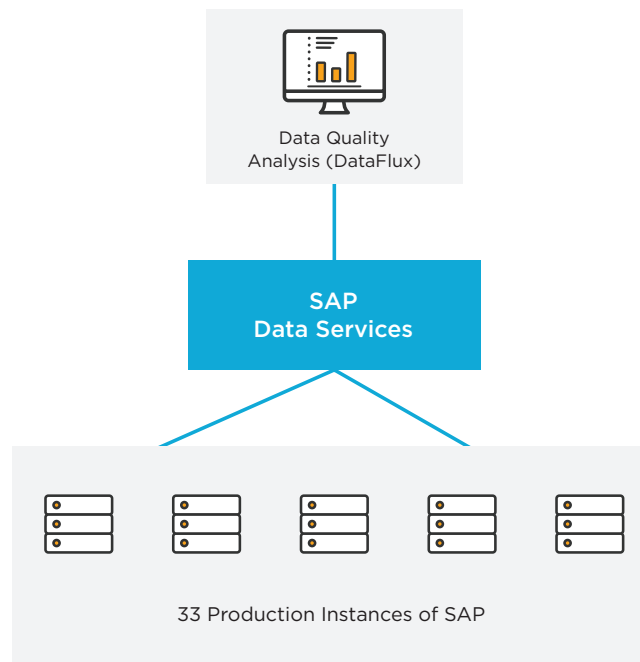 Data Quality
Analysis (DataFlux)
SAP
Data Services
33 Production Instances of SAP